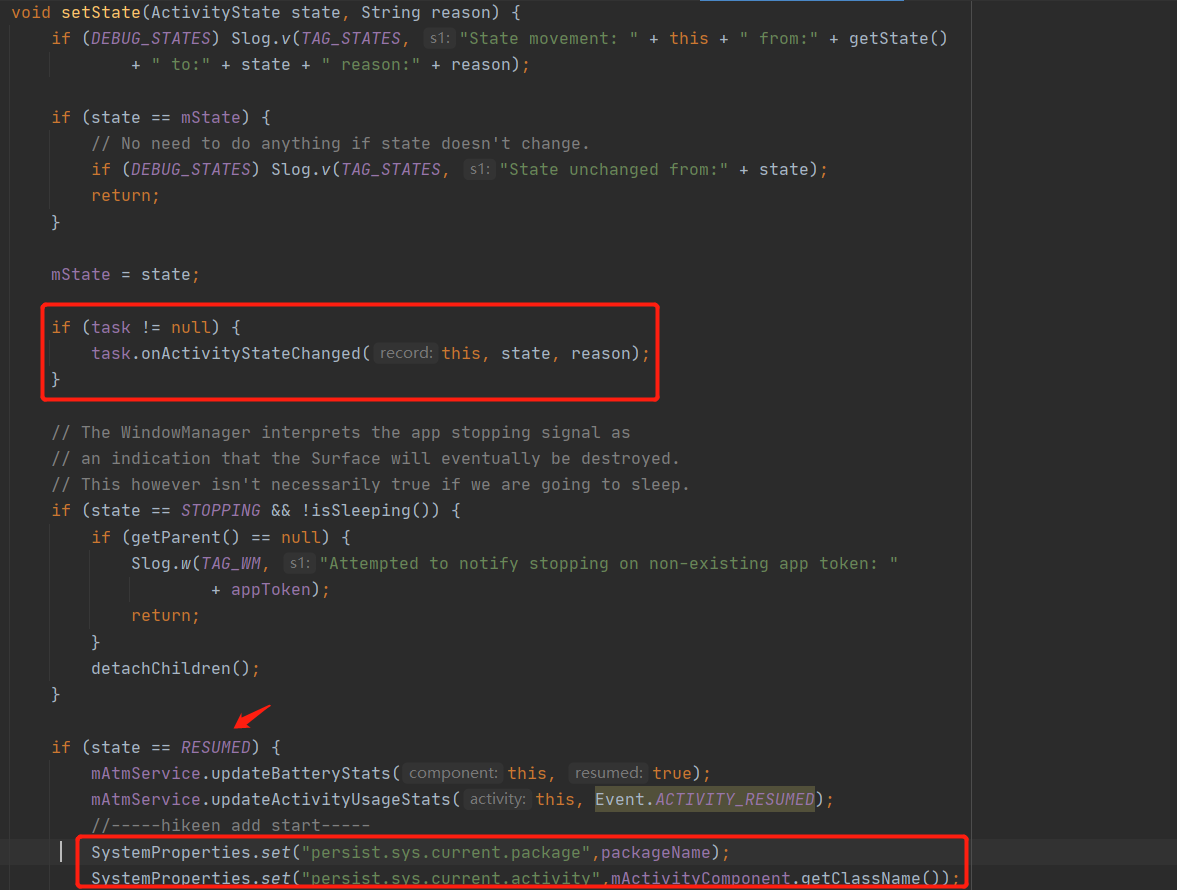 void setState(ActivityState state, String reason) {
if (DEBUG_STATES) Slog.v(TAG_STATES, s1: "State movement: " + this + " from:" + getState()
+ " to:" + state + " reason:" + reason);
if (state == mState) {
// No need to do anything if state doesn't change.
if (DEBUG_STATES) Slog.v(TAG_STATES, s1: "State unchanged from:" + state);
return;
}
mState = state;
if (task != null) {
task.onActivityStateChanged( record: this, state, reason);
}
// The WindowManager interprets the app stopping signal as
// an indication that the Surface will eventually be destroyed.
// This however isn't necessarily true if we are going to sleep.
if (state == STOPPING && !isSleeping()) {
if (getParent() == null) {
Slog.w(TAG_WM, s1: "Attempted to notify stopping on non-existing app token: "
+ appToken);
return;
}
detachChildren();
}
if (state == RESUMED) {
mAtmService.updateBatteryStats( component: this, resumed: true);
mAtmService.updateActivityUsageStats( activity: this, Event.ACTIVITY_RESUMED);
//-----hikeen add start-----
SystemProperties.set("persist.sys.current.package",packageName);
SystemProperties.set("persist.sys.current.activity",mActivityComponent.getClassName());